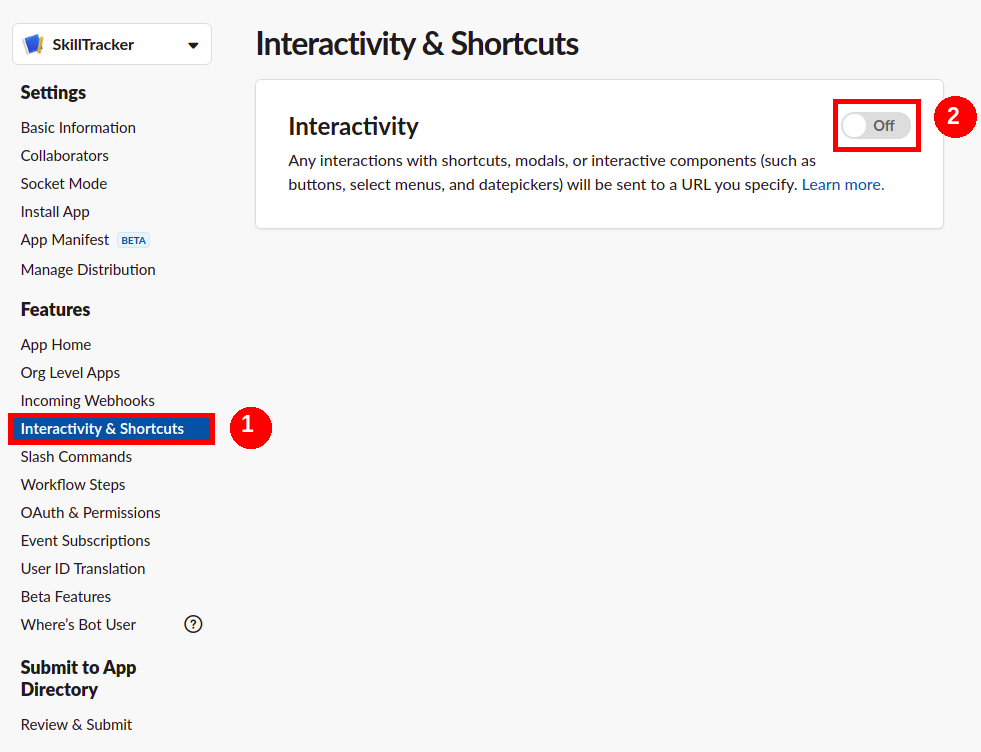 SkillTracker
Settings
Basic Information
Collaborators
Socket Mode
Install App
App Manifest BETA
Manage Distribution
Features
App Home
Org Level Apps
Incoming Webhooks
Interactivity & Shortcuts
1
Slash Commands
Workflow Steps
OAuth & Permissions
Event Subscriptions
User ID Translation
Beta Features
Where’s Bot User ?
Submit to App
Directory
Review & Submit
Interactivity & Shortcuts
Interactivity
Off
2
Any interactions with shortcuts, modals, or interactive components (such as
buttons, select menus, and datepickers) will be sent to a URL you specify. Learn more.